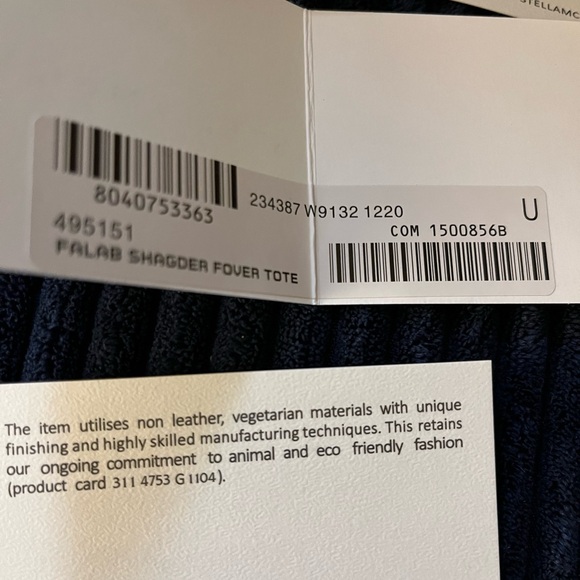 STELLAMC
8040753363
495151
FALAB SHAGDER FOVER TOTE
234387 W9132 1220
U
COM 1500856B
The item utilises non leather, vegetarian materials with unique
finishing and highly skilled manufacturing techniques. This retains
our ongoing commitment to animal and eco friendly fashion
(product card 311 4753 G 1104).